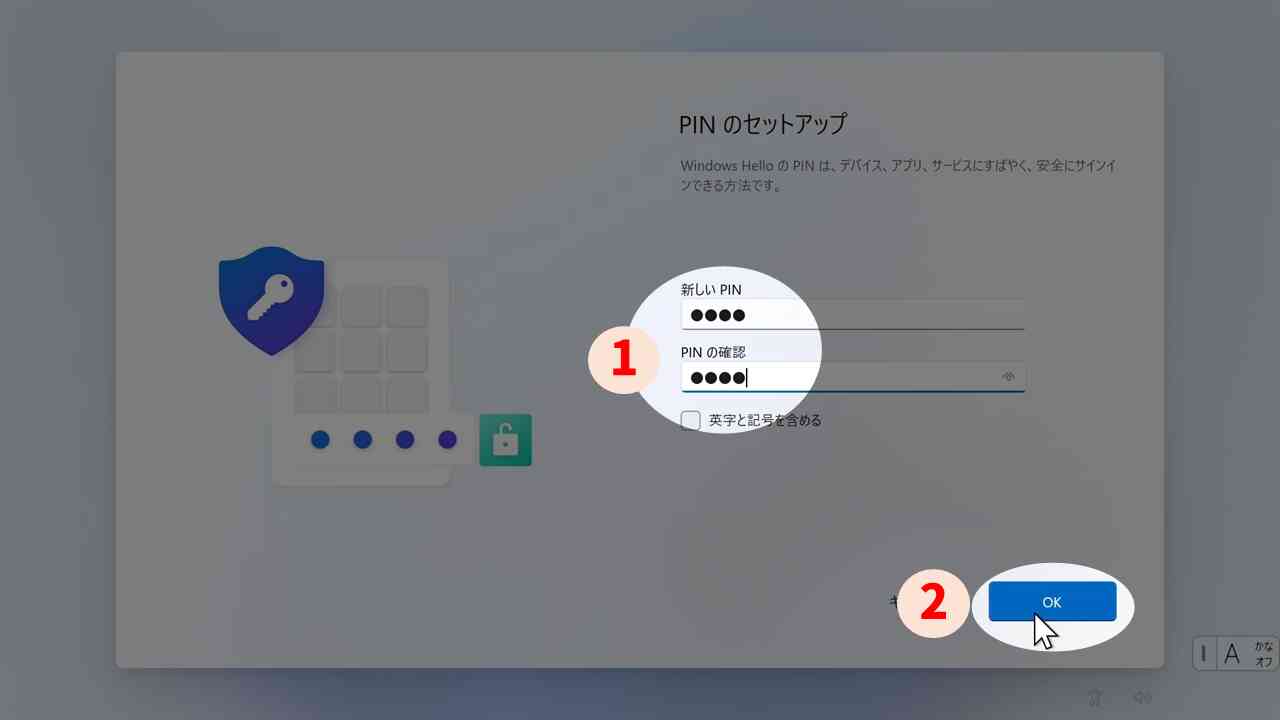 PIN のセットアップ
Windows Hello の PIN は、デバイス、アプリ、サービスにすばやく、安全にサインイ
ンできる方法です。
新しい PIN
PIN の確認
1
英字と記号を含める
2
OK
A
かな
オフ